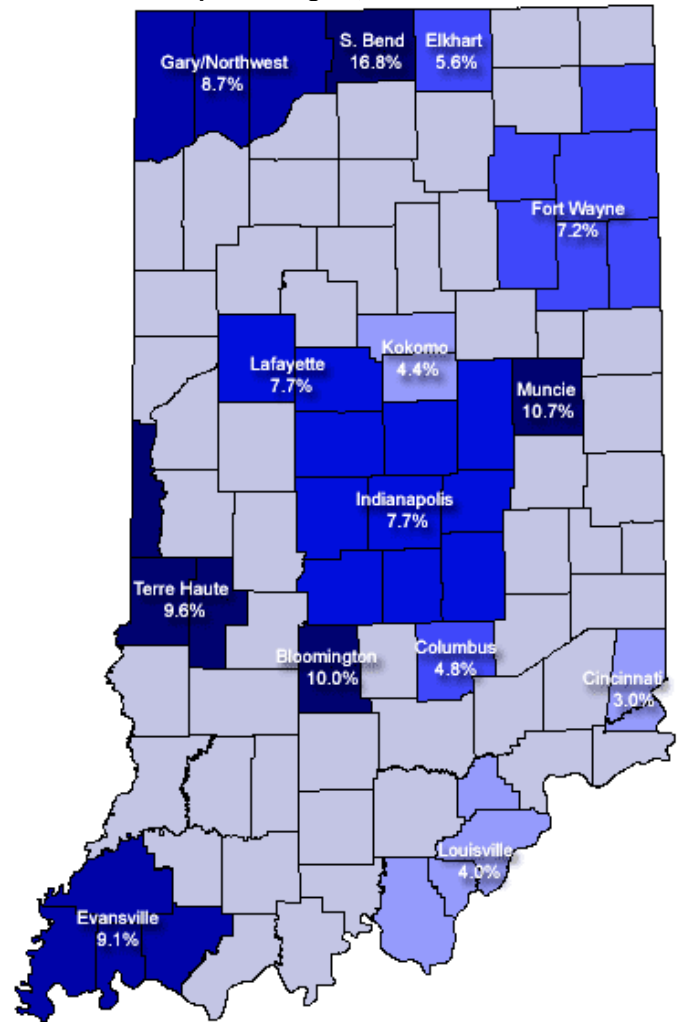 S. Bend
16.8%
Elkhart
5.6%
Gary/Northwest
8.7%
Fort Wayne
7.2%
Kokomo
4.4%
Lafayette
7.7%
Muncie
10.7%
Indianapolis
7.7%
Terre Haute
9.6%
Bloomington
10.0%
Columbus
4.8%
Cincinnati
3.0%
Louisville
4.0%
Evansville
9.1%